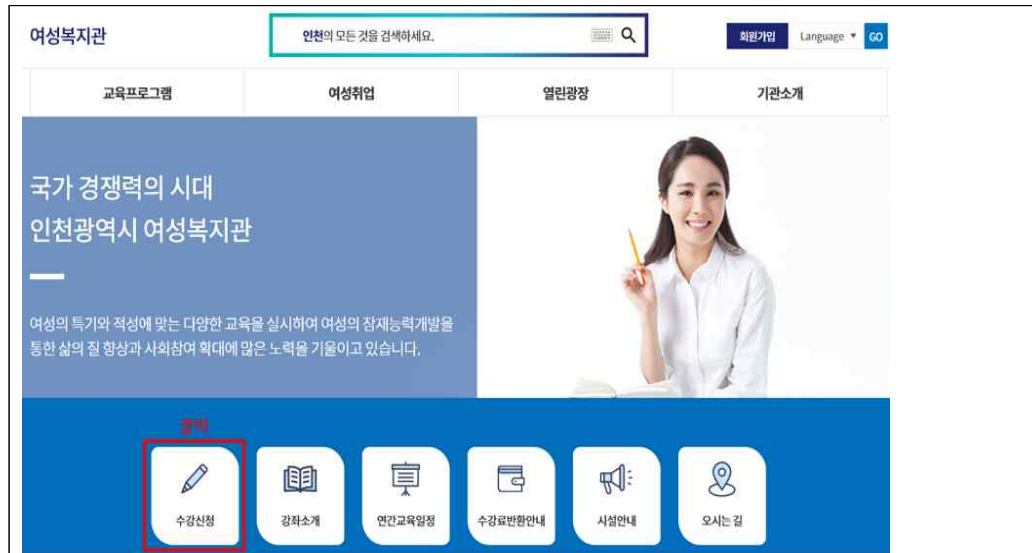 여성복지관
인천의 모든 것을 검색하세요.
회원가입 Language ▼ GO
교육프로그램 여성취업 열린광장 기관소개
국가 경쟁력의 시대
인천광역시 여성복지관
여성의 특기와 적성에 맞는 다양한 교육을 실시하여 여성의 잠재능력개발을
통한 삶의 질 향상과 사회참여 확대에 많은 노력을 기울이고 있습니다.
클릭
수강신청 강좌소개 연간교육일정 수강료반환안내 시설안내 오시는 길